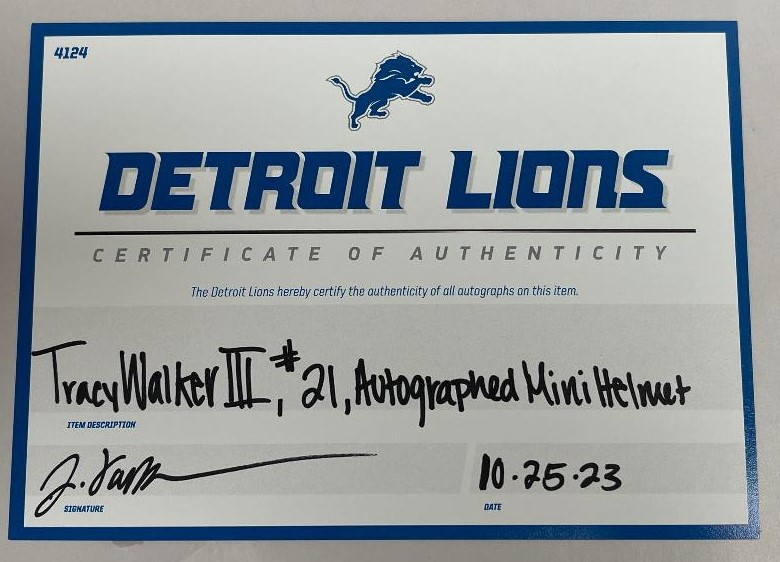 4124
DETROIT LIONS
CERTIFICATE OF AUTHENTICITY
The Detroit Lions hereby certify the authenticity of all autographs on this item.
Tracy Walker III, #21, Autographed Mini Helmet
ITEM DESCRIPTION
10.25.23
SIGNATURE
DATE